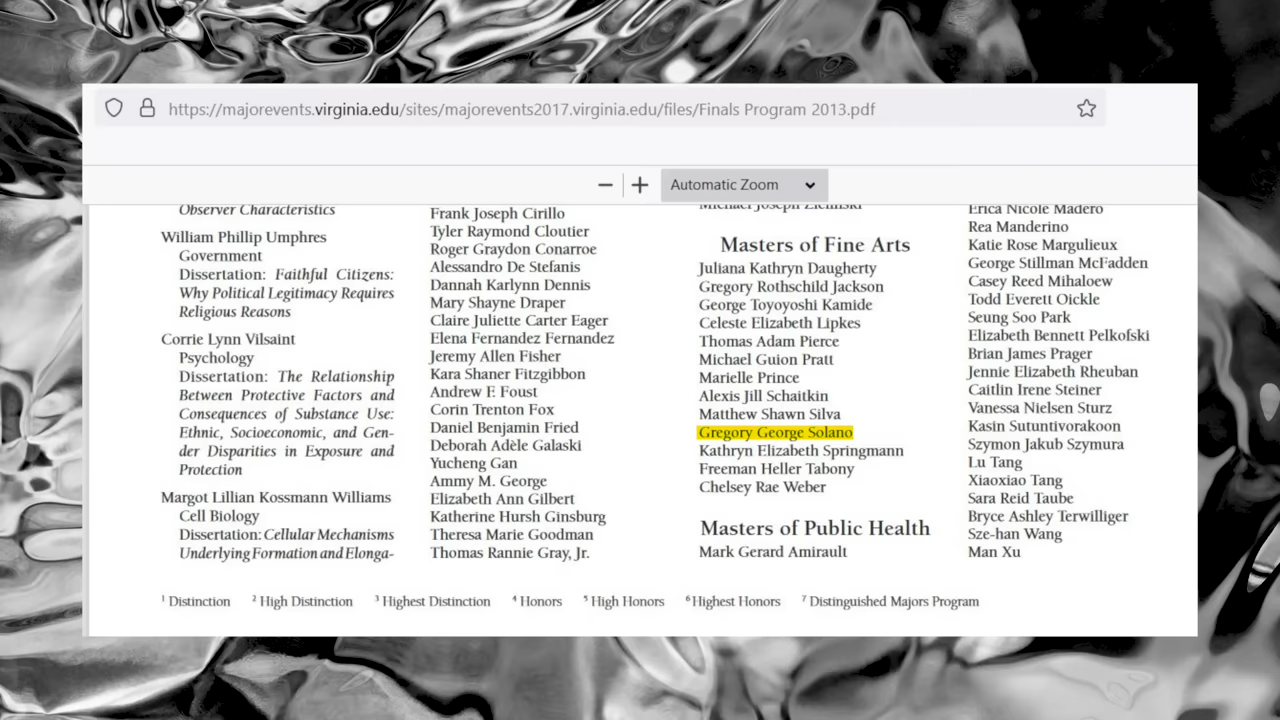 https://majorevents.virginia.edu/sites/majorevents2017.virginia.edu/files/Finals Program 2013.pdf
Automatic Zoom
Observer Characteristics
William Phillip Umphres
Government
Dissertation: Faithful Citizens:
Why Political Legitimacy Requires
Religious Reasons
Corrie Lynn Vilsaint
Psychology
Dissertation: The Relationship
Between Protective Factors and
Consequences of Substance Use:
Ethnic, Socioeconomic, and Gen-
der Disparities in Exposure and
Protection
Margot Lillian Kossmann Williams
Cell Biology
Dissertation: Cellular Mechanisms
Underlying Formation and Elonga-
Frank Joseph Cirillo
Tyler Raymond Cloutier
Roger Graydon Conarroe
Alessandro De Stefanis
Dannah Karlynn Dennis
Mary Shayne Draper
Claire Juliette Carter Eager
Elena Fernandez Fernandez
Jeremy Allen Fisher
Kara Shaner Fitzgibbon
Andrew F. Foust
Corin Trenton Fox
Daniel Benjamin Fried
Deborah Adèle Galaski
Yucheng Gan
Ammy M. George
Elizabeth Ann Gilbert
Katherine Hursh Ginsburg
Theresa Marie Goodman
Thomas Rannie Gray, Jr.
Michael Joseph Zielinski
Masters of Fine Arts
Juliana Kathryn Daugherty
Gregory Rothschild Jackson
George Toyoyoshi Kamide
Celeste Elizabeth Lipkes
Thomas Adam Pierce
Michael Guion Pratt
Marielle Prince
Alexis Jill Schaitkin
Matthew Shawn Silva
Gregory George Solano
Kathryn Elizabeth Springmann
Freeman Heller Tabony
Chelsey Rae Weber
Masters of Public Health
Mark Gerard Amirault
Erica Nicole Madero
Rea Manderino
Katie Rose Margulieux
George Stillman McFadden
Casey Reed Mihaloew
Todd Everett Oickle
Seung Soo Park
Elizabeth Bennett Pelkofski
Brian James Prager
Jennie Elizabeth Rheuban
Caitlin Irene Steiner
Vanessa Nielsen Sturz
Kasin Sutuntivorakoon
Szymon Jakub Szymura
Lu Tang
Xiaoxiao Tang
Sara Reid Taube
Bryce Ashley Terwilliger
Sze-han Wang
Man Xu
1 Distinction 2 High Distinction 3 Highest Distinction 4 Honors 5 High Honors 6 Highest Honors 7 Distinguished Majors Program